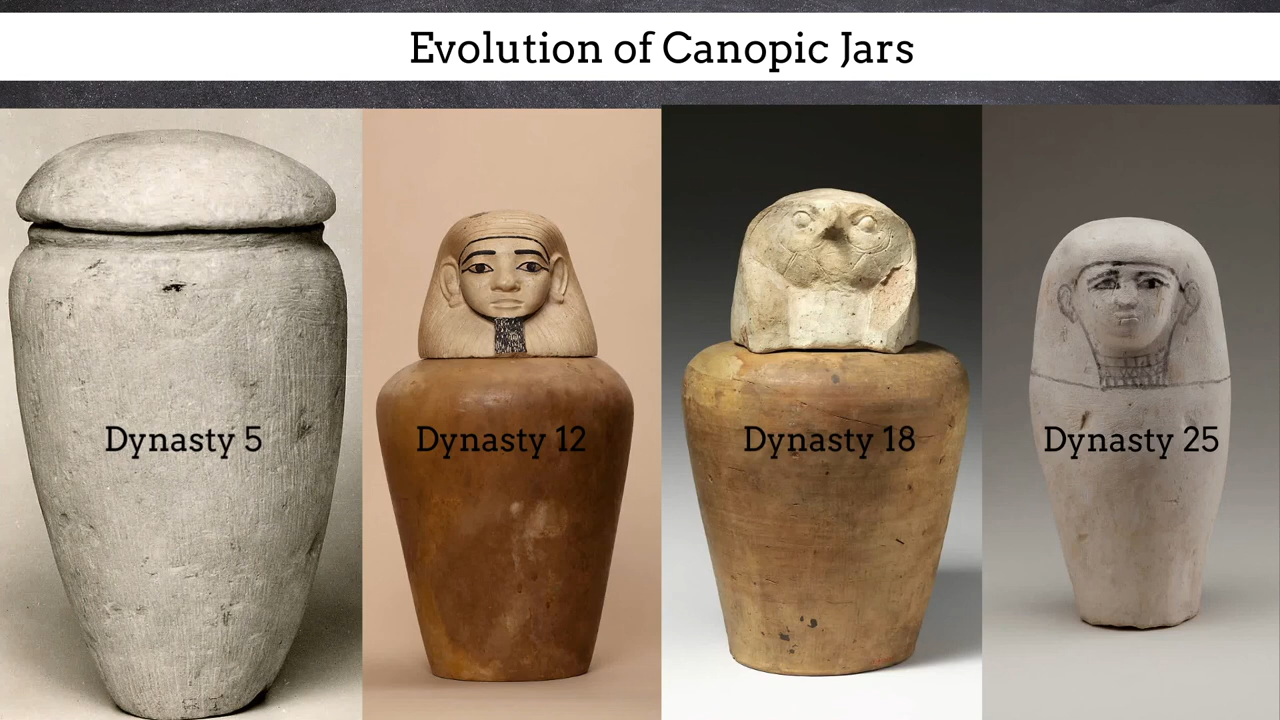 Evolution of Canopic Jars
Dynasty 5
Dynasty 12
Dynasty 18
Dynasty 25